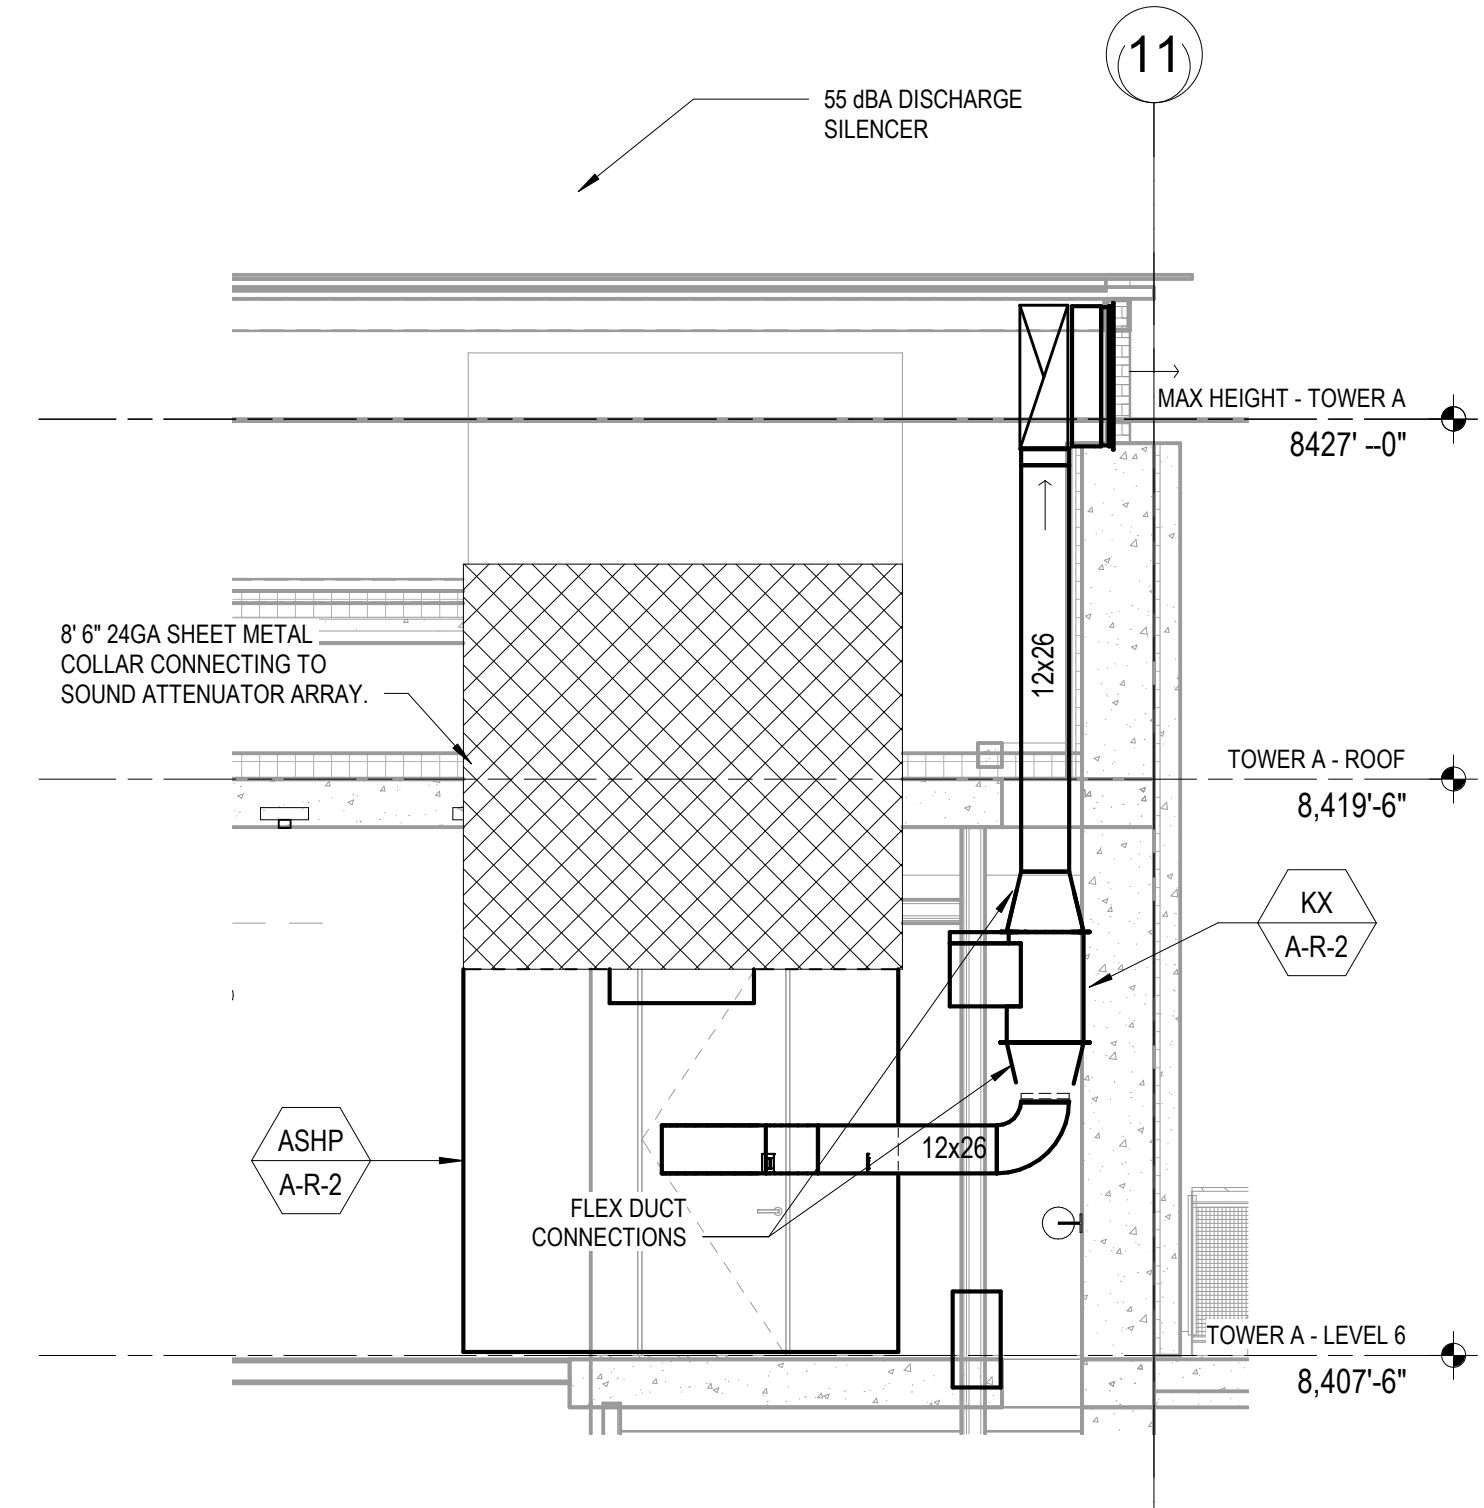 11
55 dBA DISCHARGE
SILENCER
MAX HEIGHT - TOWER A
8427' --0"
8' 6" 24GA SHEET METAL
COLLAR CONNECTING TO
SOUND ATTENUATOR ARRAY.
12x26
TOWER A - ROOF
8,419'-6"
KX
A-R-2
ASHP
A-R-2
12x26
FLEX DUCT
CONNECTIONS
TOWER A - LEVEL 6
8,407'-6"